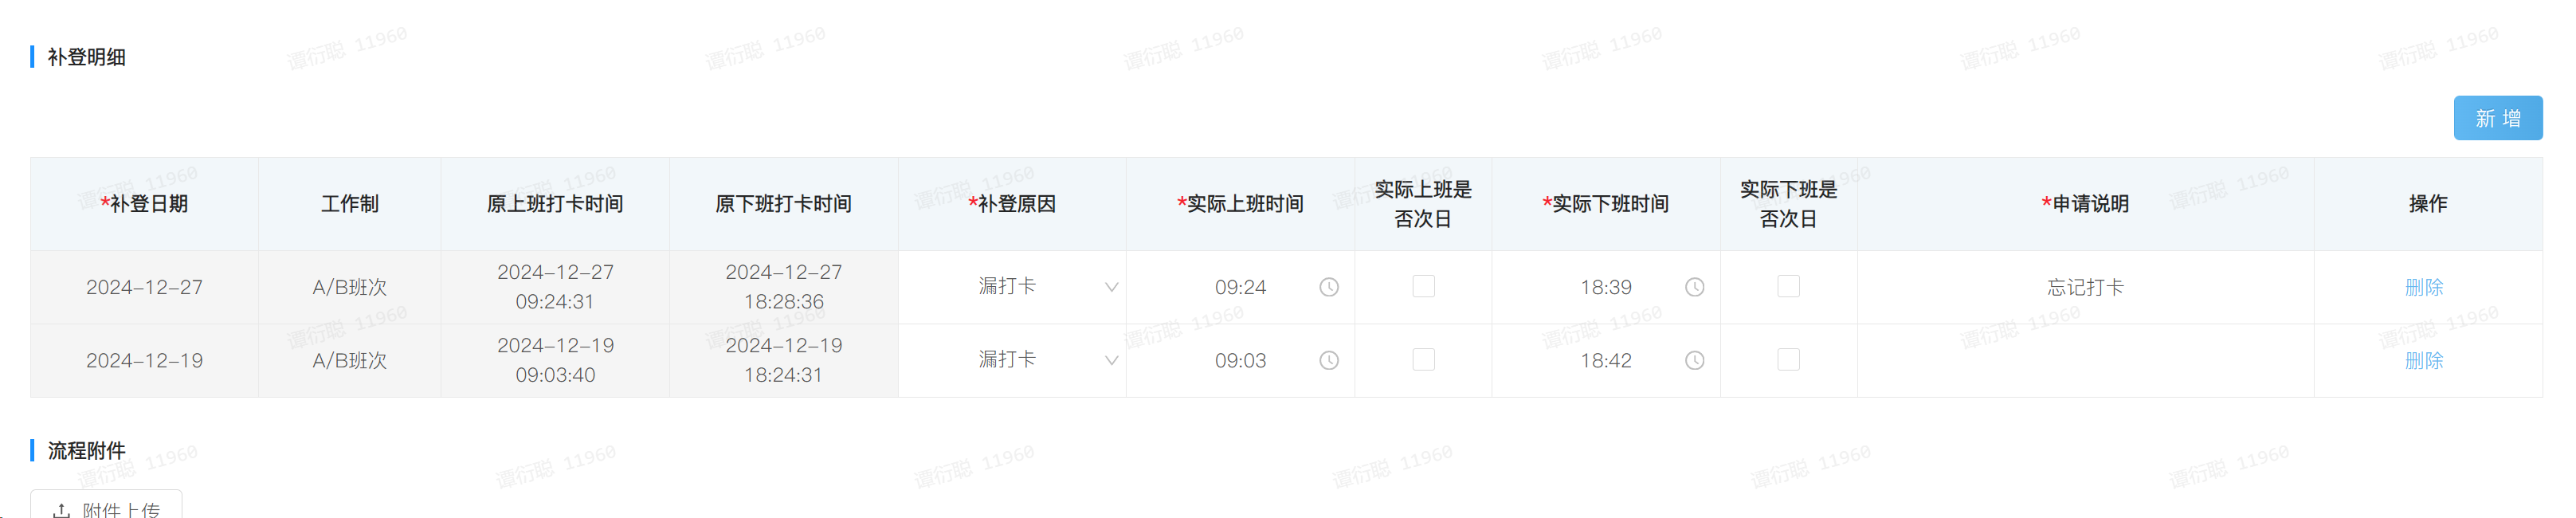 补登明细
新 增
*补登日期 工作制 原上班打卡时间 原下班打卡时间 *补登原因 *实际上班时间 实际上班是否次日 *实际下班时间 实际下班是否次日 *申请说明 操作
2024-12-27 A/B班次 2024-12-27 09:24:31 2024-12-27 18:28:36 漏打卡 09:24 18:39 忘记打卡 删除
2024-12-19 A/B班次 2024-12-19 09:03:40 2024-12-19 18:24:31 漏打卡 09:03 18:42 删除
流程附件
附件上传
谭衍聪 11960